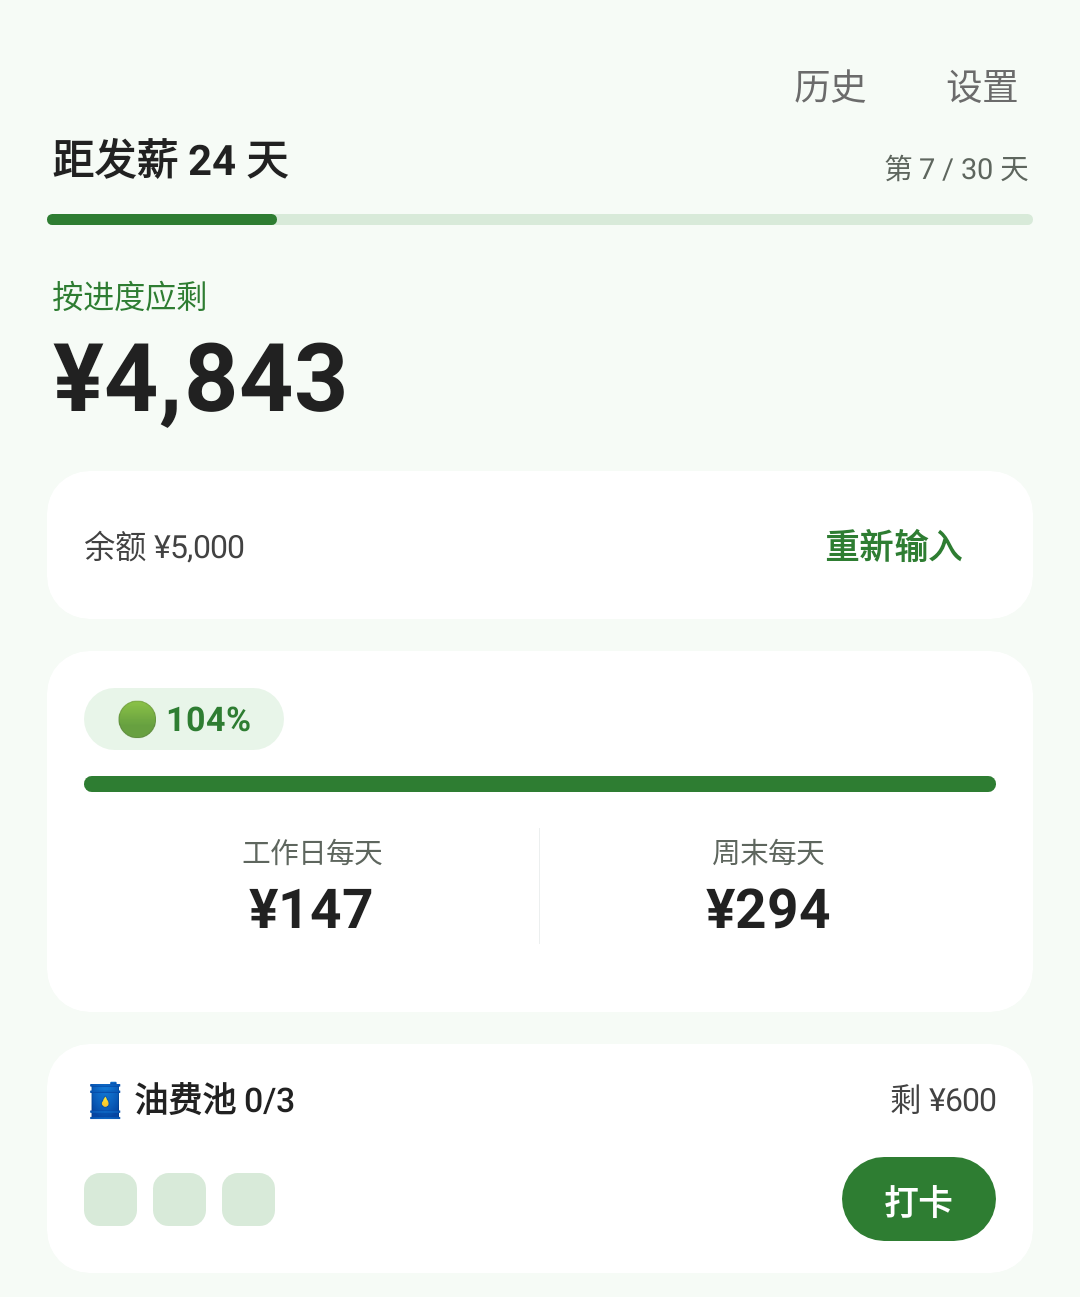 历史 设置
距发薪 24 天
第 7 / 30 天
按进度应剩
¥4,843
余额 ¥5,000
重新输入
104%
工作日每天 周末每天
¥147 ¥294
油费池 0/3
剩 ¥600
打卡